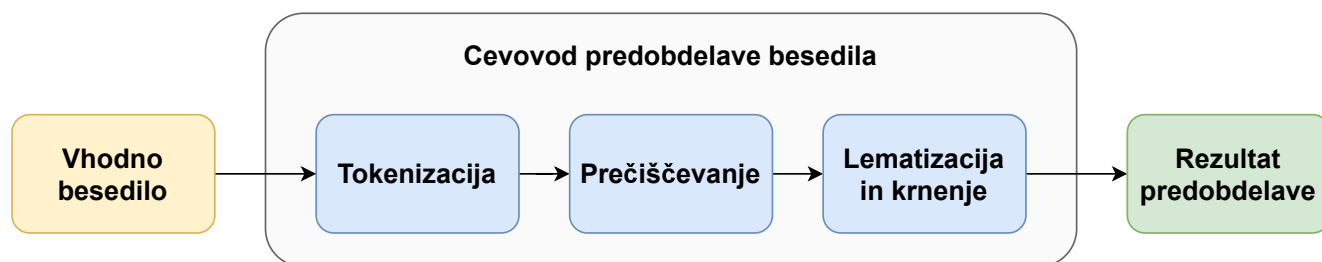 Cevovod predobdelave besedila
Vhodno
besedilo
Tokenizacija
Prečiščevanje
Lematizacija
in krnenje
Rezultat
predobdelave